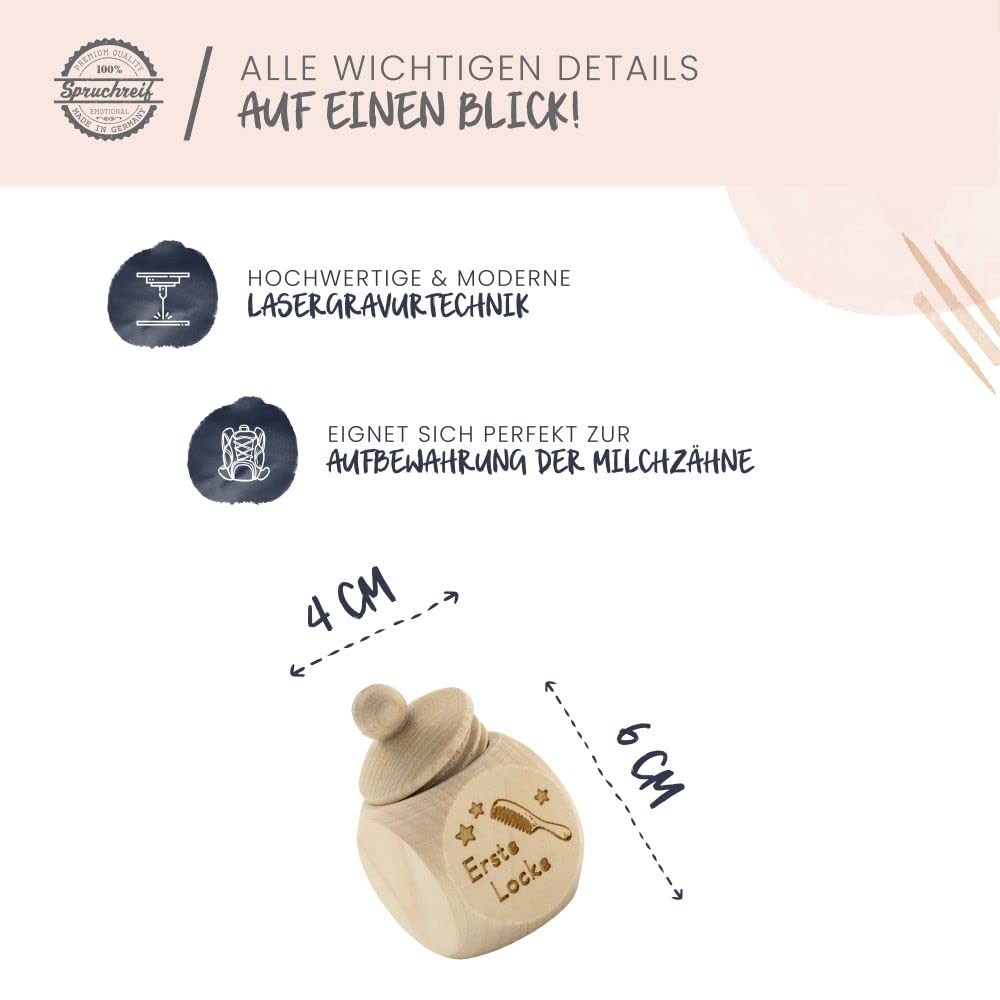 PREMIUM QUALITY
100%
Spruchreif
EMOTIONAL
MADE IN GERMANY
ALLE WICHTIGEN DETAILS
AUF EINEN BLICK!
HOCHWERTIGE & MODERNE
LASERGRAVURTECHNIK
EIGNET SICH PERFEKT ZUR
AUFBEWAHRUNG DER MILCHZÄHNE
4 CM
6 CM
Erste
Locke